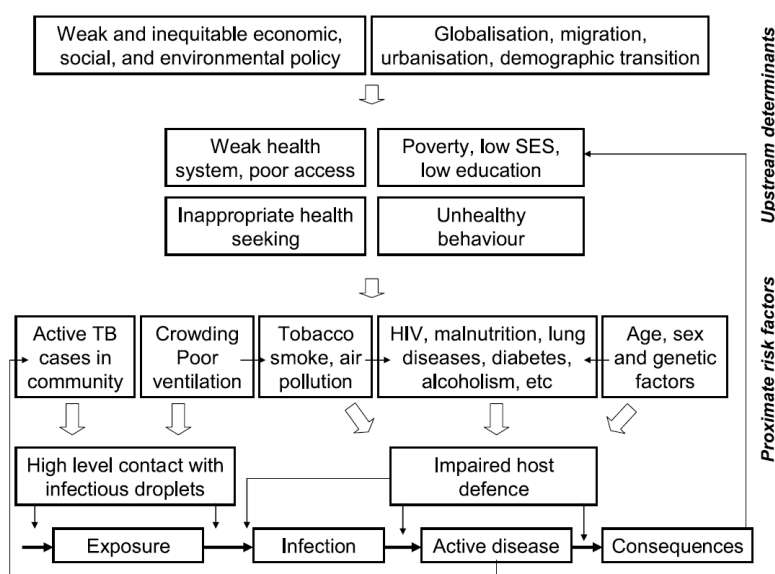 Weak and inequitable economic,
social, and environmental policy
Globalisation, migration,
urbanisation, demographic transition
Upstream determinants
Weak health
system, poor access
Poverty, low SES,
low education
Inappropriate health
seeking
Unhealthy
behaviour
Proximate risk factors
Active TB
cases in
community
Crowding
Poor
ventilation
Tobacco
smoke, air
pollution
HIV, malnutrition, lung
diseases, diabetes,
alcoholism, etc
Age, sex
and genetic
factors
High level contact with
infectious droplets
Impaired host
defence
Exposure
Infection
Active disease
Consequences